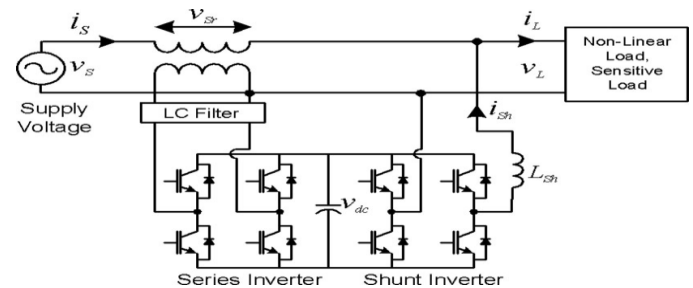 i_S
v_Sr
i_L
v_S
Supply
Voltage
LC Filter
v_L
Non-Linear
Load,
Sensitive
Load
i_Sh
L_Sh
v_dc
Series Inverter
Shunt Inverter